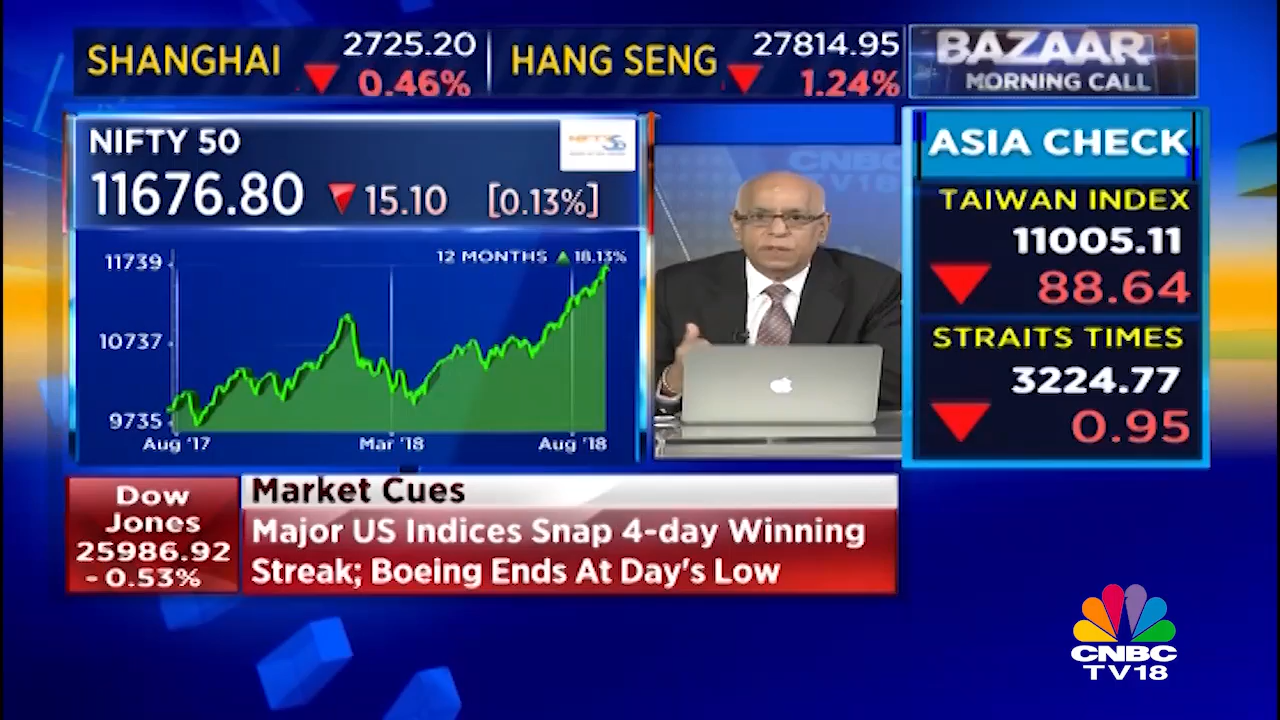 SHANGHAI
2725.20
0.46%
HANG SENG
27814.95
1.24%
BAZAAR
MORNING CALL
NIFTY 50
11676.80
15.10 [0.13%]
12 MONTHS 18.13%
11739
10737
9735
Aug '17
Mar '18
Aug '18
CNBC
TV18
ASIA CHECK
TAIWAN INDEX
11005.11
88.64
STRAITS TIMES
3224.77
0.95
Dow
Jones
25986.92
- 0.53%
Market Cues
Major US Indices Snap 4-day Winning
Streak; Boeing Ends At Day's Low
CNBC
TV18